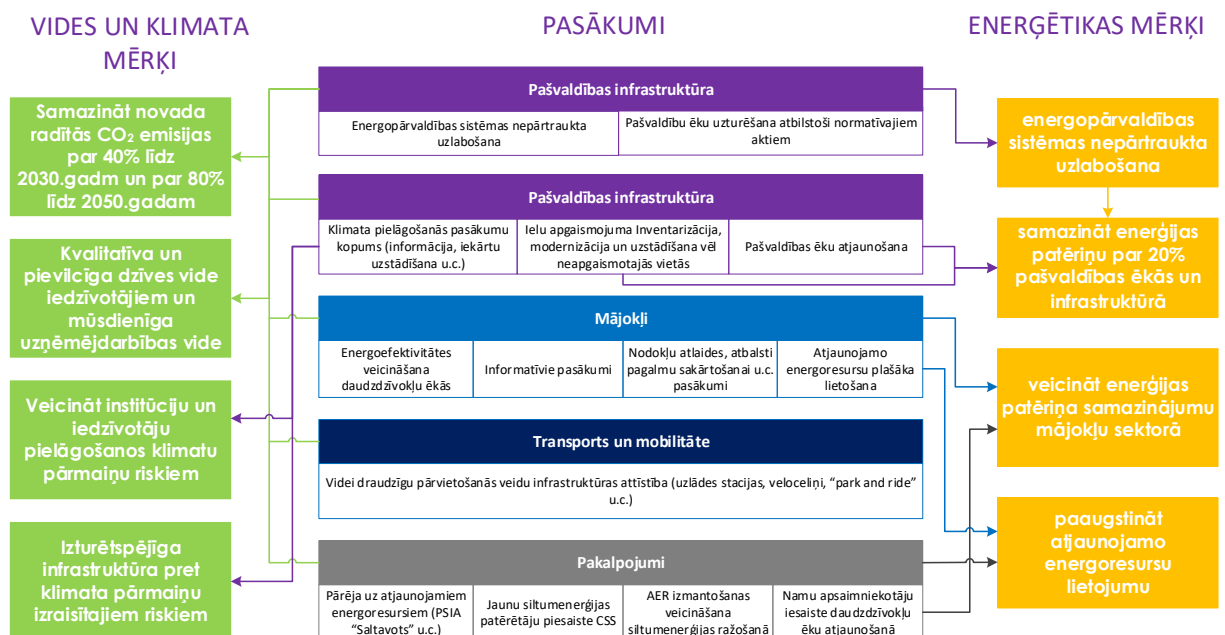 VIDES UN KLIMATA
MĒRĶI
PASĀKUMI
ENERĢĒTIKAS MĒRĶI
Samazināt novada
radītās CO₂ emisijas
par 40% līdz
2030.gadm un par 80%
līdz 2050.gadam
Kvalitatīva un
pievilcīga dzīves vide
iedzīvotājiem un
mūsdienīga
uzņēmējdarbības vide
Veicināt institūciju un
iedzīvotāju
pielāgošanos klimatu
pārmaiņu riskiem
Izturētspējīga
infrastruktūra pret
klimata pārmaiņu
izraisītajiem riskiem
Pašvaldības infrastruktūra
Energopārvaldības sistēmas nepārtraukta
uzlabošana
Pašvaldību ēku uzturēšana atbilstoši normatīvajiem
aktiem
Pašvaldības infrastruktūra
Klimata pielāgošanās pasākumu
kopums (informācija, iekārtu
uzstādīšana u.c.)
Ielu apgaismojuma Inventarizācija,
modernizācija un uzstādīšana vēl
neapgaismotajās vietās
Pašvaldības ēku atjaunošana
Mājokļi
Energoefektivitātes
veicināšana
daudzdzīvokļu ēkās
Informatīvie pasākumi
Nodokļu atlaides, atbalsti
pagalmu sakārtošanai u.c.
pasākumi
Atjaunojamo
energoresursu plašāka
lietošana
Transports un mobilitāte
Videi draudzīgu pārvietošanās veidu infrastruktūras attīstība (uzlādes stacijas, veloceliņi, “park and ride”
u.c.)
Pakalpojumi
Pāreja uz atjaunojamiem
energoresursiem (PSIA
“Saltavots” u.c.)
Jaunu siltumenerģijas
patērētāju piesaiste CSS
AER izmantošanas
veicināšana
siltumenerģijas ražošanā
Namu apsaimniekotāju
iesaiste daudzdzīvokļu
ēku atjaunošanā
energopārvaldības
sistēmas nepārtraukta
uzlabošana
samazināt enerģijas
patēriņu par 20%
pašvaldības ēkās un
infrastruktūrā
veicināt enerģijas
patēriņa samazinājumu
mājokļu sektorā
paaugstināt
atjaunojamo
energoresursu
lietojumu